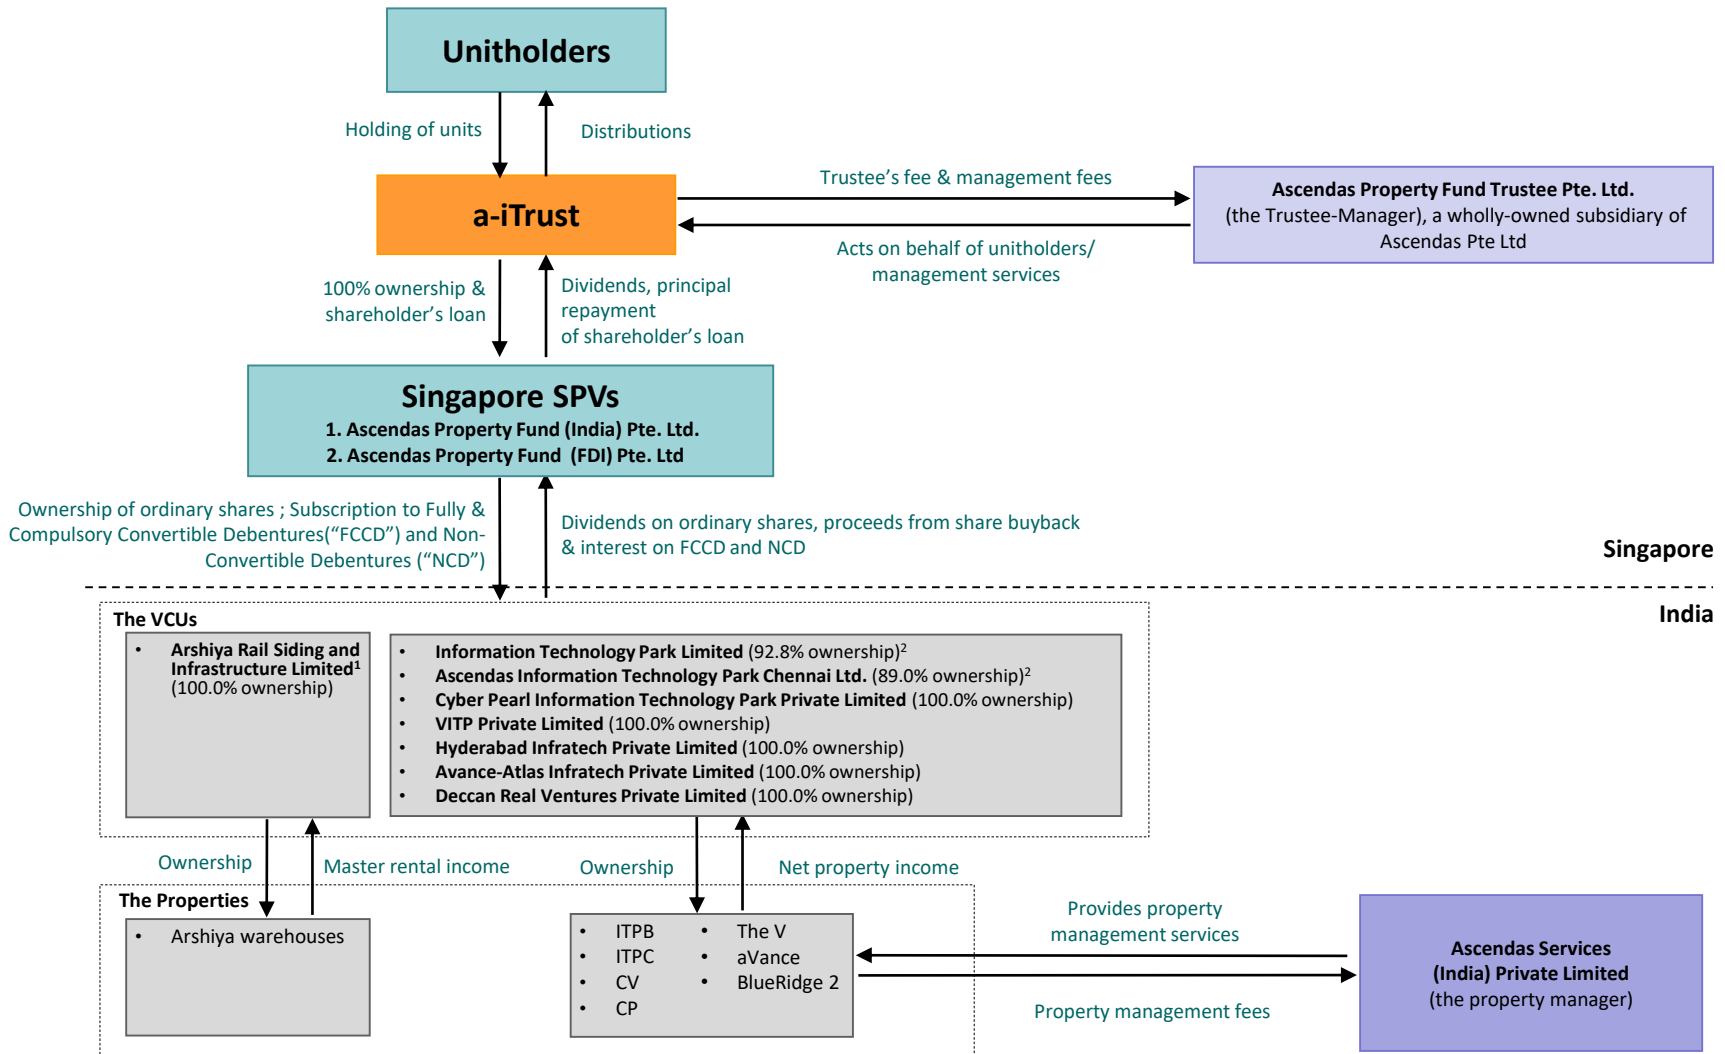 Unitholders
Holding of units
Distributions
a-iTrust
Trustee's fee & management fees
Acts on behalf of unitholders/
management services
Ascendas Property Fund Trustee Pte. Ltd.
(the Trustee-Manager), a wholly-owned subsidiary of
Ascendas Pte Ltd
100% ownership &
shareholder's loan
Dividends, principal
repayment
of shareholder's loan
Singapore SPVs
1. Ascendas Property Fund (India) Pte. Ltd.
2. Ascendas Property Fund (FDI) Pte. Ltd
Ownership of ordinary shares ; Subscription to Fully &
Compulsory Convertible Debentures("FCCD") and Non-
Convertible Debentures ("NCD")
Dividends on ordinary shares, proceeds from share buyback
& interest on FCCD and NCD
Singapore
India
The VCUs
• Arshiya Rail Siding and
Infrastructure Limited¹
(100.0% ownership)
• Information Technology Park Limited (92.8% ownership)²
• Ascendas Information Technology Park Chennai Ltd. (89.0% ownership)²
• Cyber Pearl Information Technology Park Private Limited (100.0% ownership)
• VITP Private Limited (100.0% ownership)
• Hyderabad Infratech Private Limited (100.0% ownership)
• Avance-Atlas Infratech Private Limited (100.0% ownership)
• Deccan Real Ventures Private Limited (100.0% ownership)
Ownership
Master rental income
Ownership
Net property income
The Properties
• Arshiya warehouses
• ITPB
• ITPC
• CV
• CP
• The V
• aVance
• BlueRidge 2
Provides property
management services
Property management fees
Ascendas Services
(India) Private Limited
(the property manager)